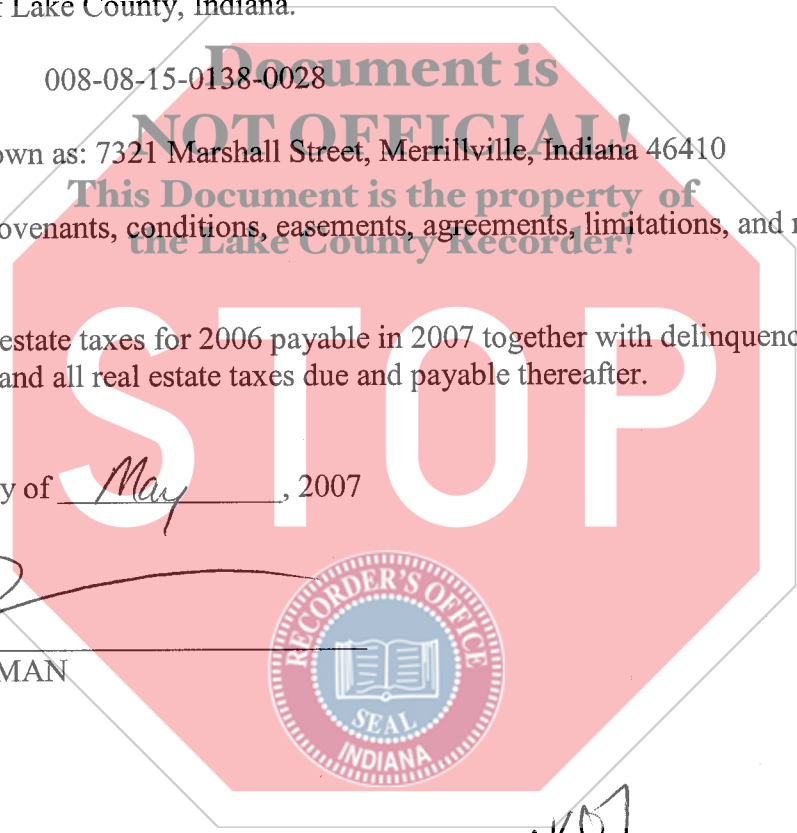 Lake County, Indiana.
Document is
008-08-15-0138-0028
NOT OFFICIAL!
own as: 7321 Marshall Street, Merrillville, Indiana 46410
This Document is the property of
ovenants, conditions, easements, agreements, limitations, and
the Lake County Recorder!
estate taxes for 2006 payable in 2007 together with delinquenc
and all real estate taxes due and payable thereafter.
STOP
y of May, 2007
MAN
RECORDER'S OFFICE
SEAL
INDIANA